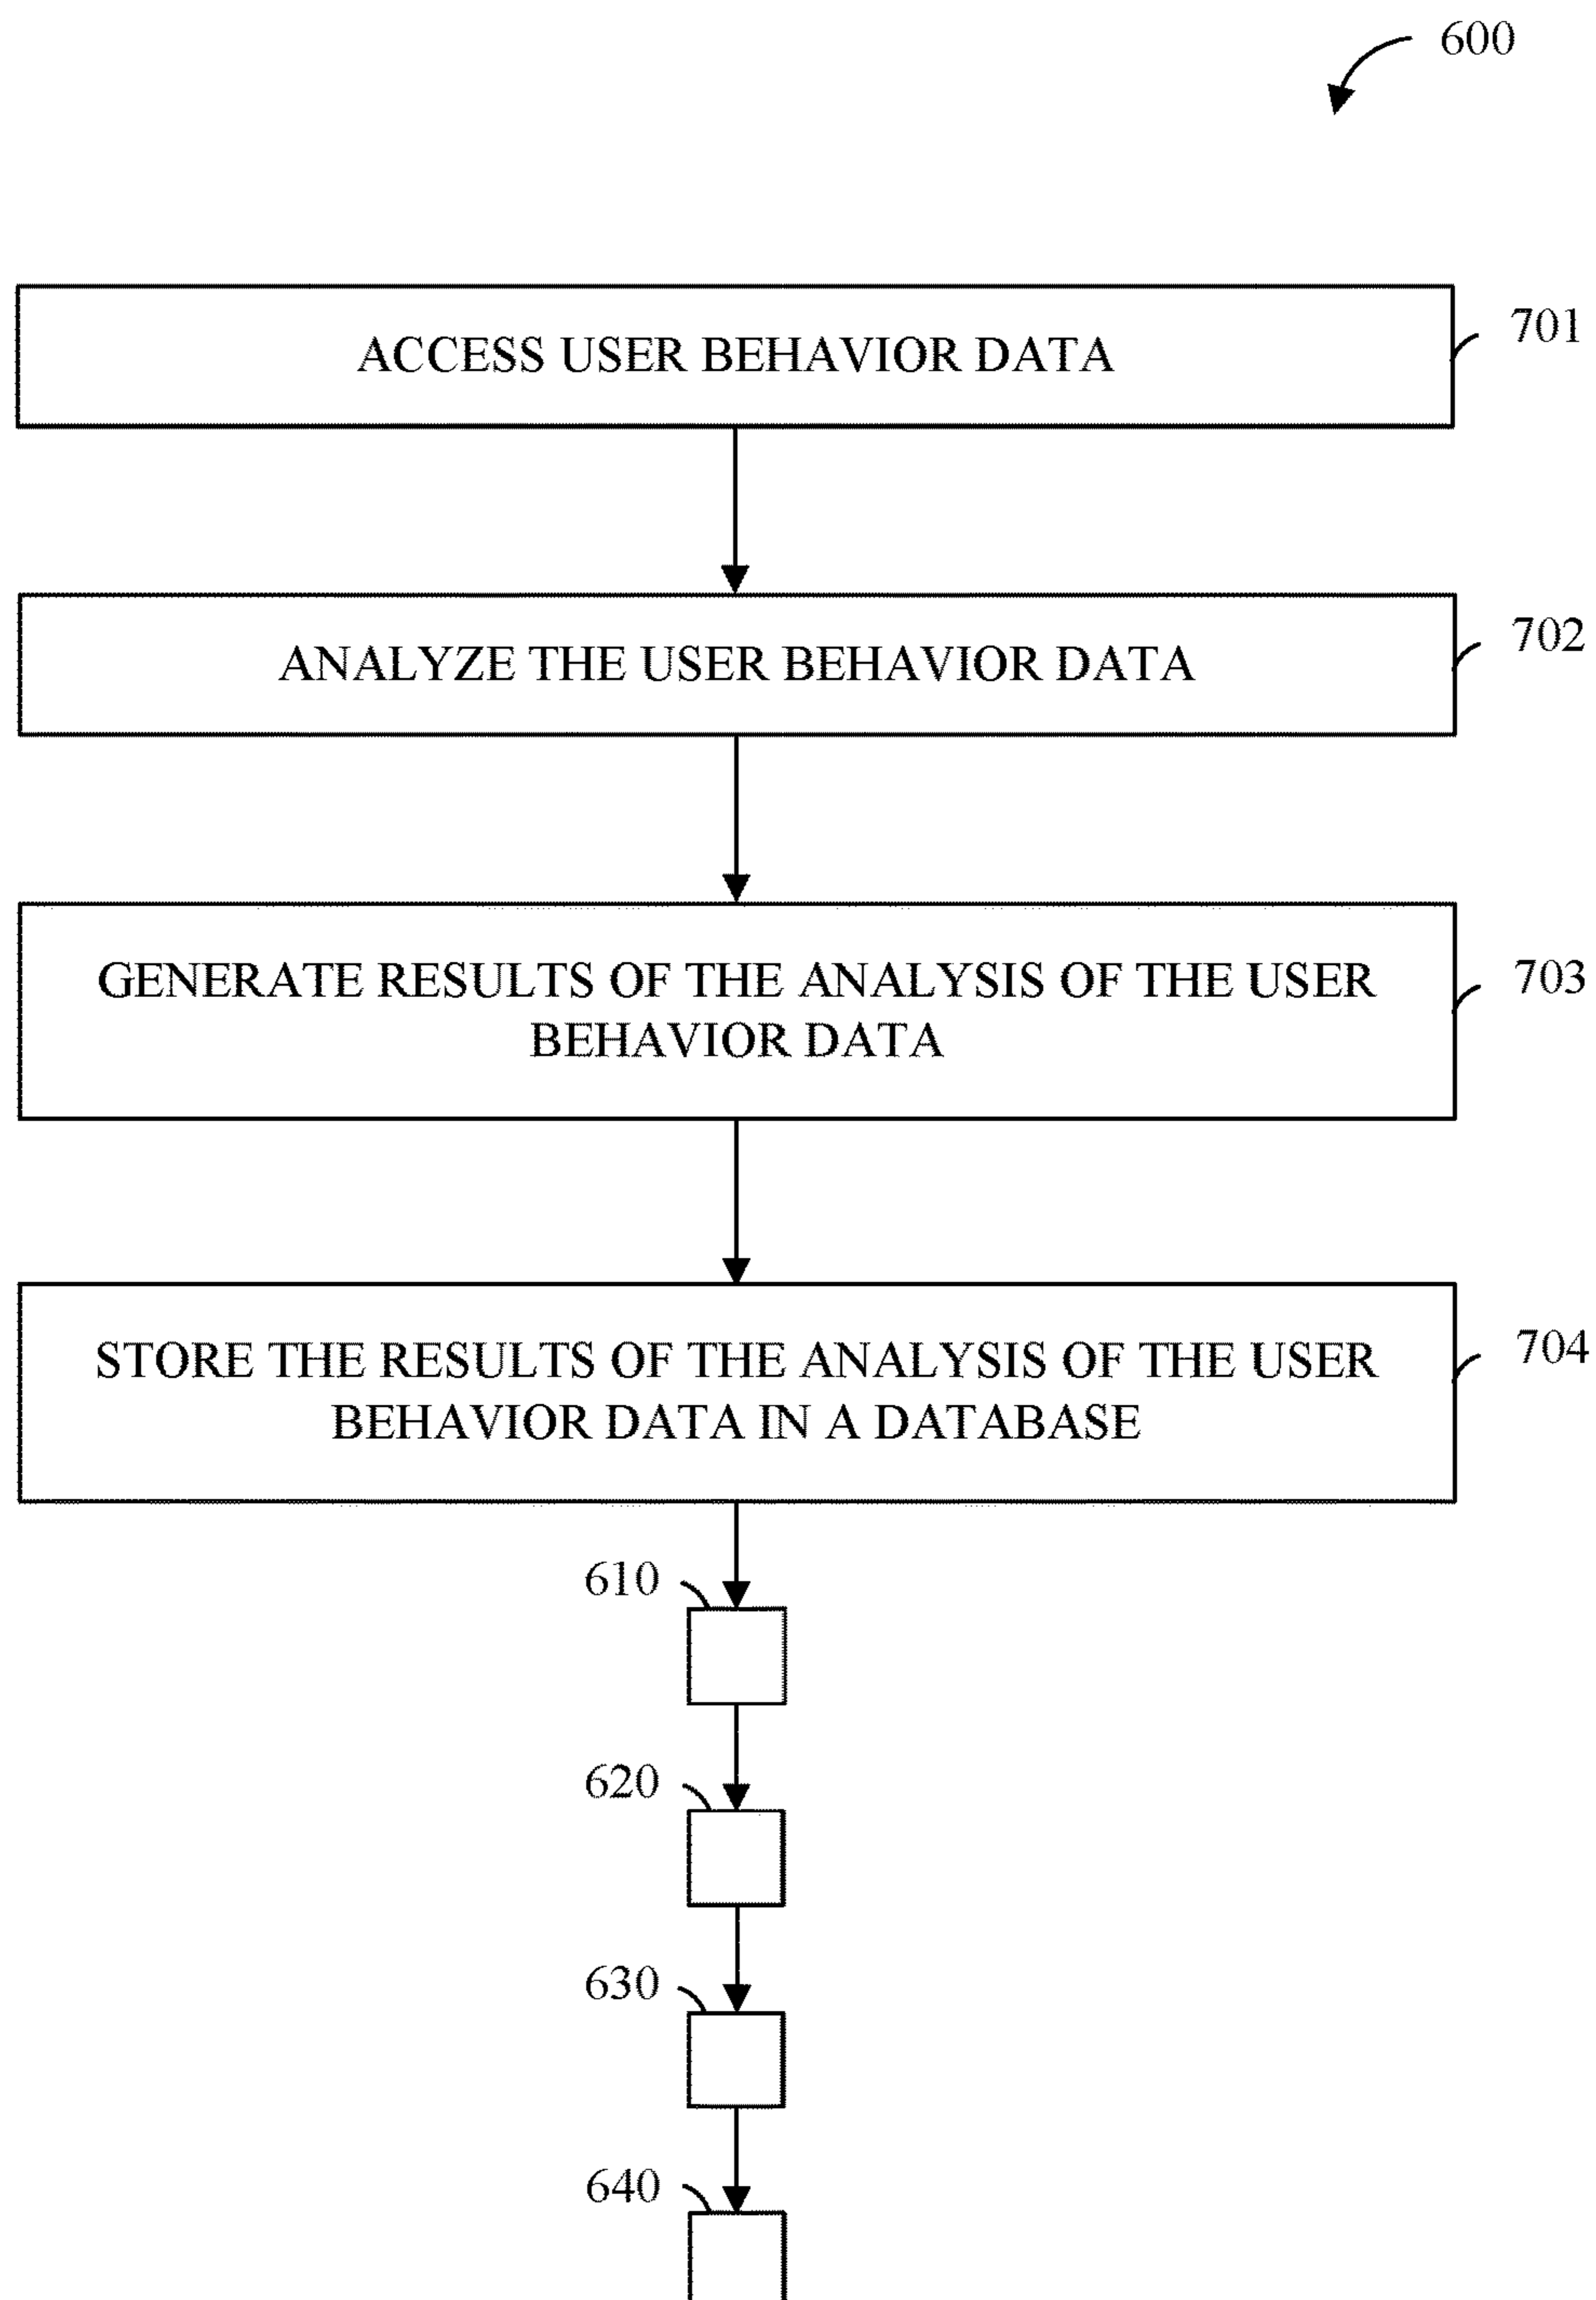 600
ACCESS USER BEHAVIOR DATA
701
ANALYZE THE USER BEHAVIOR DATA
702
GENERATE RESULTS OF THE ANALYSIS OF THE USER
BEHAVIOR DATA
703
STORE THE RESULTS OF THE ANALYSIS OF THE USER
BEHAVIOR DATA IN A DATABASE
704
610
620
630
640